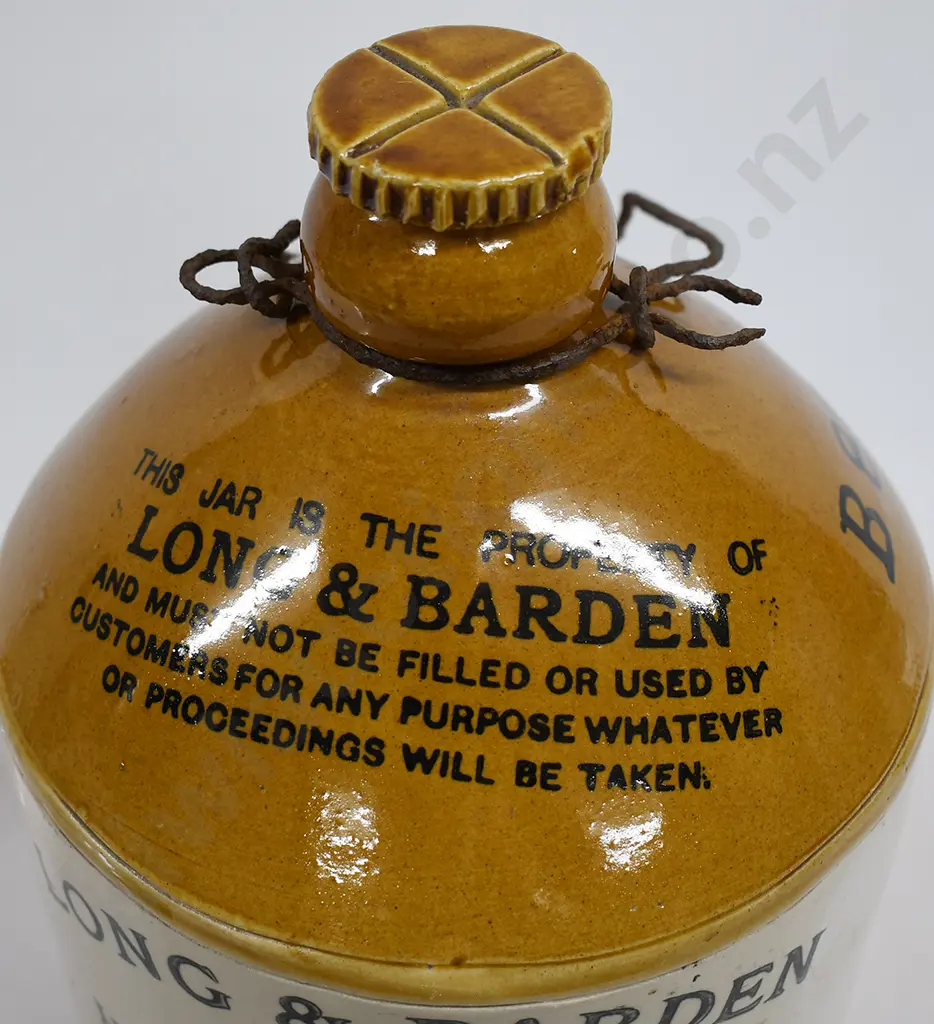 THIS JAR IS THE PROPERTY OF
LONG & BARDEN
AND MUST NOT BE FILLED OR USED BY
CUSTOMERS FOR ANY PURPOSE WHATEVER
OR PROCEEDINGS WILL BE TAKEN.
LONG & BARDEN